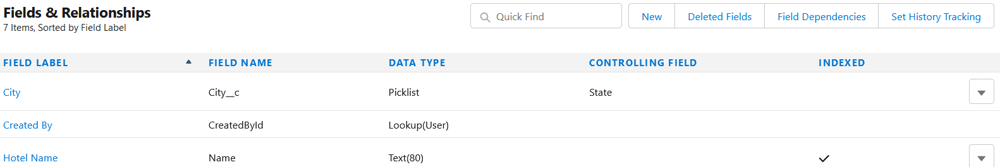 Fields & Relationships
7 Items, Sorted by Field Label
Quick Find
New
Deleted Fields
Field Dependencies
Set History Tracking
FIELD LABEL FIELD NAME DATA TYPE CONTROLLING FIELD INDEXED
City City__c Picklist State
Created By CreatedById Lookup(User)
Hotel Name Name Text(80)